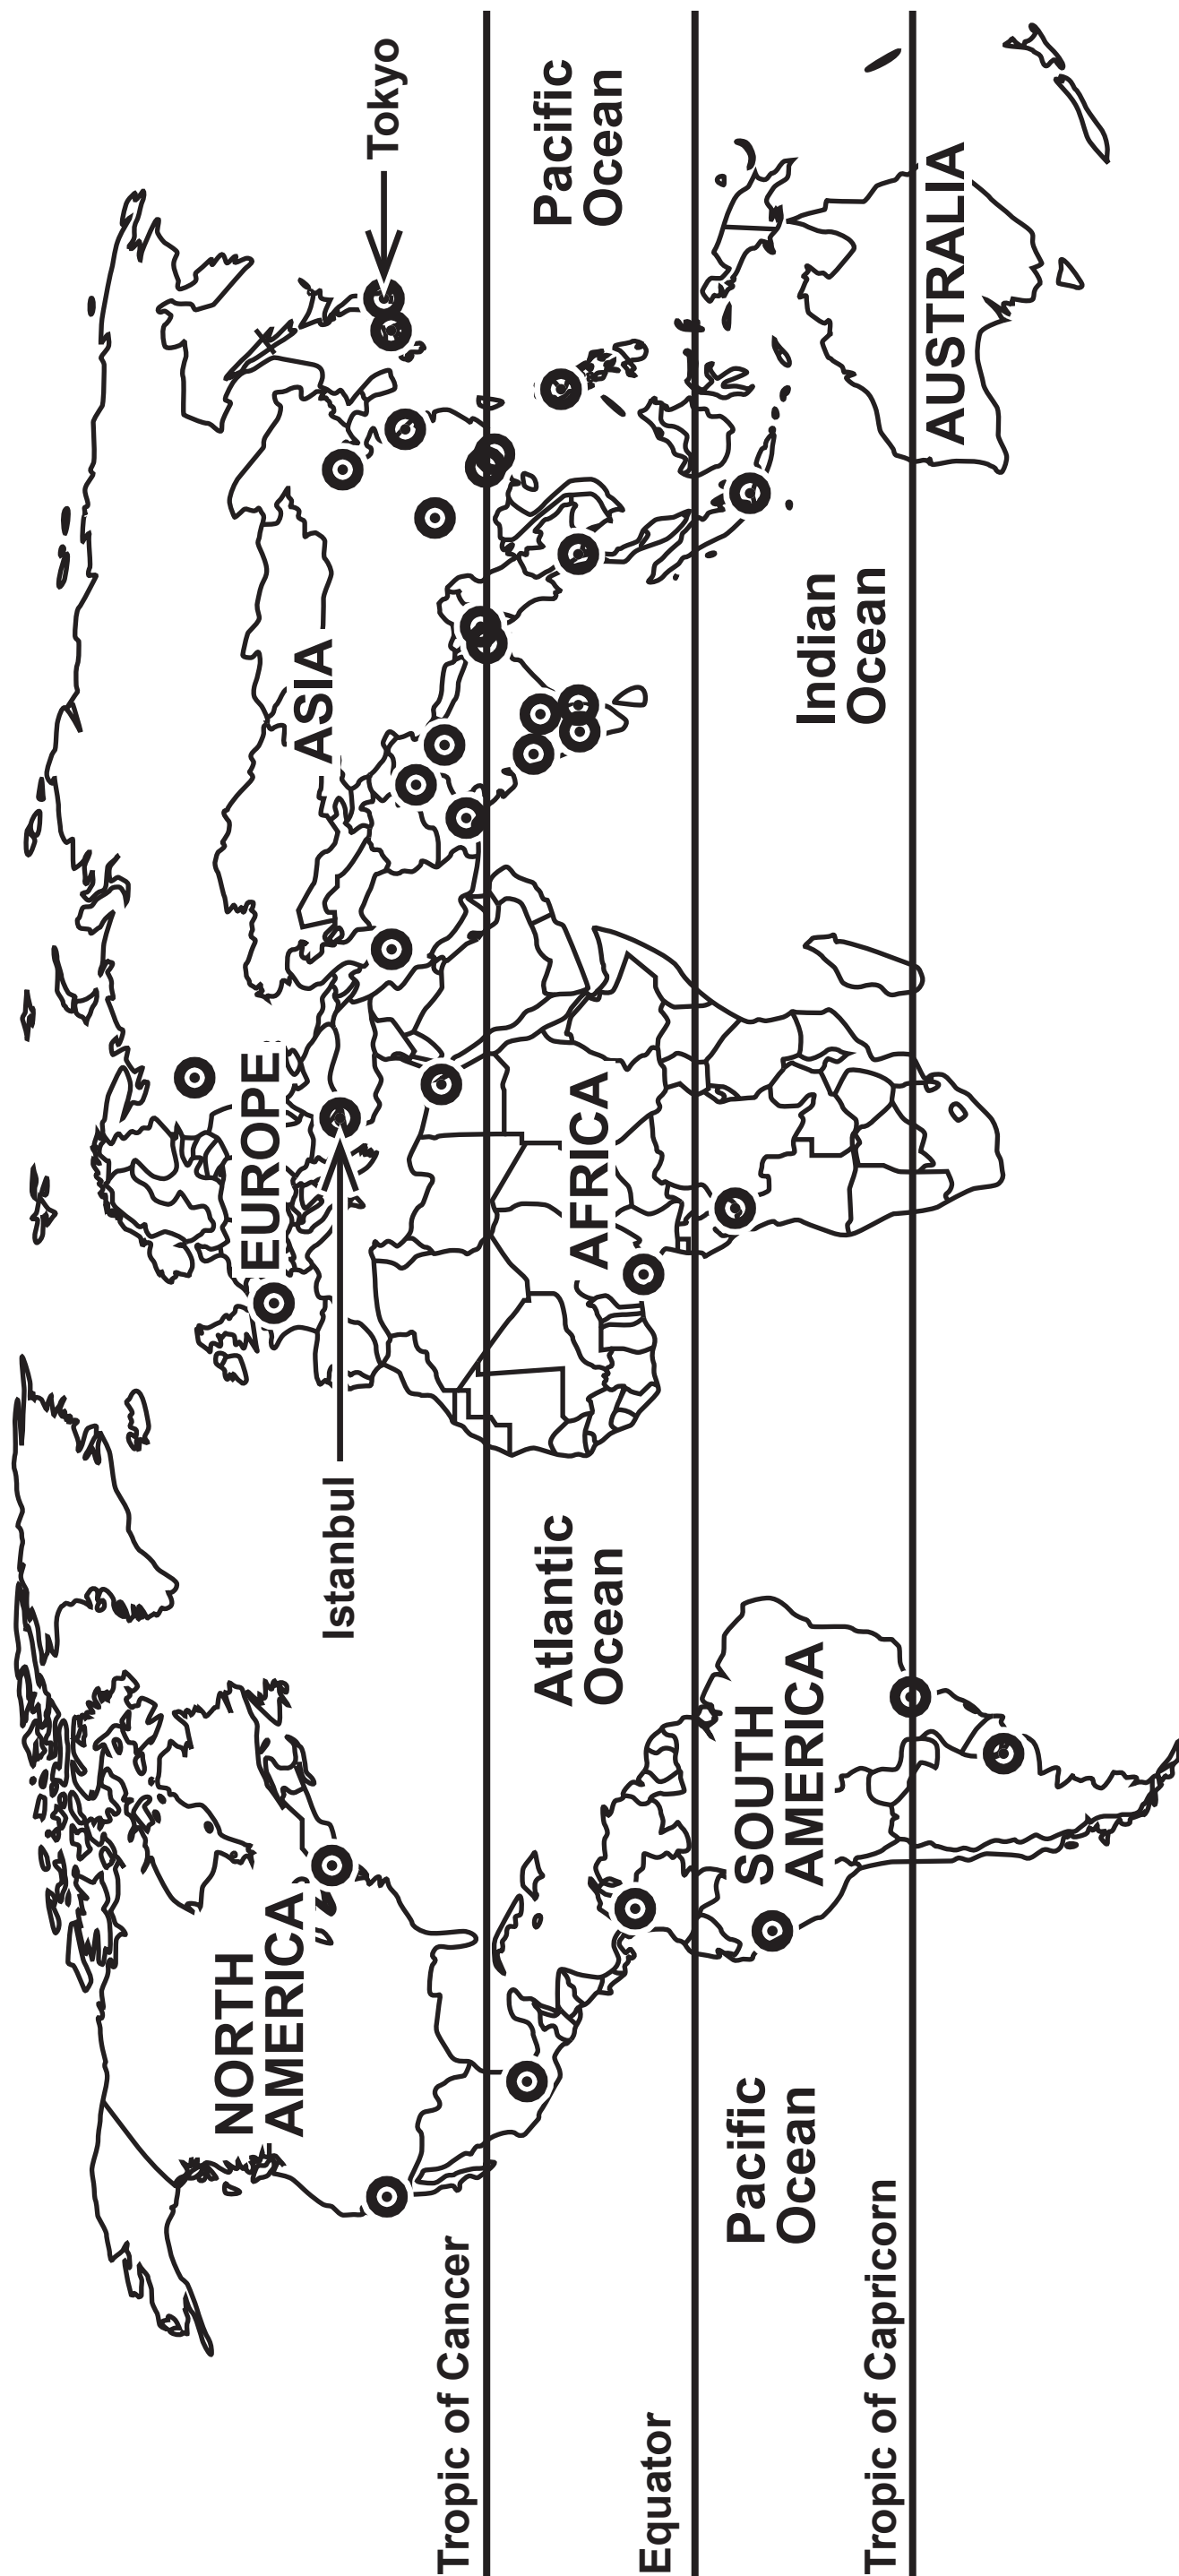 NORTH
AMERICA
EUROPE
ASIA
Tokyo
Istanbul
Tropic of Cancer
Atlantic
Ocean
AFRICA
Pacific
Ocean
Equator
Pacific
Ocean
SOUTH
AMERICA
Indian
Ocean
Tropic of Capricorn
AUSTRALIA